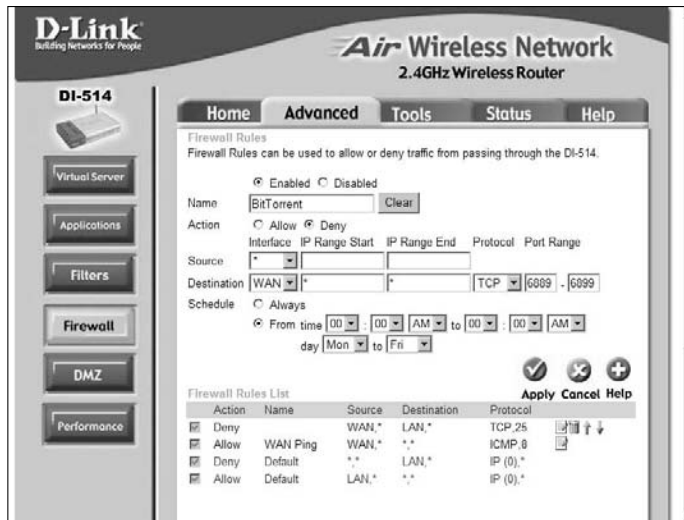 D-Link
Building Networks for People
Air Wireless Network
2.4GHz Wireless Router
DI-514
Home Advanced Tools Status Help
Firewall Rules
Firewall Rules can be used to allow or deny traffic from passing through the DI-514.
Enabled Disabled
Name BitTorrent Clear
Action Allow Deny
Interface IP Range Start IP Range End Protocol Port Range
Source *
Destination WAN * * TCP 6889 - 6899
Schedule Always
From time 00 : 00 AM to 00 : 00 AM
day Mon to Fri
Apply Cancel Help
Firewall Rules List
Action Name Source Destination Protocol
Deny WAN,* LAN,* TCP,25
Allow WAN Ping WAN,* *,* ICMP,8
Deny Default *,* LAN,* IP (0),*
Allow Default LAN,* *,* IP (0),*
Virtual Server
Applications
Filters
Firewall
DMZ
Performance